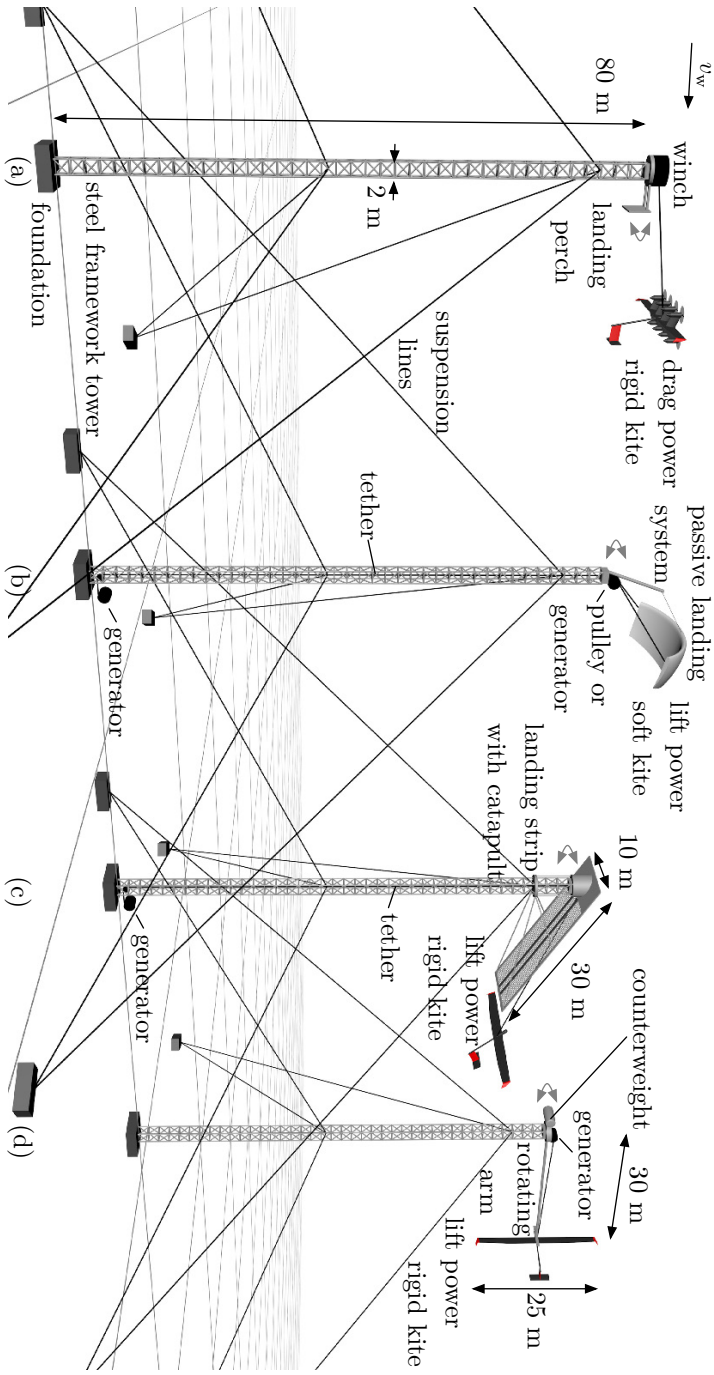 v_w
80 m
winch
2 m
landing
perch
drag power
rigid kite
suspension
lines
steel framework tower
foundation
(a)
passive landing
system
lift power
soft kite
pulley or
generator
tether
generator
(b)
10 m
30 m
landing strip
with catapult
lift power
rigid kite
tether
generator
(c)
counterweight
generator
30 m
rotating
arm
25 m
lift power
rigid kite
(d)